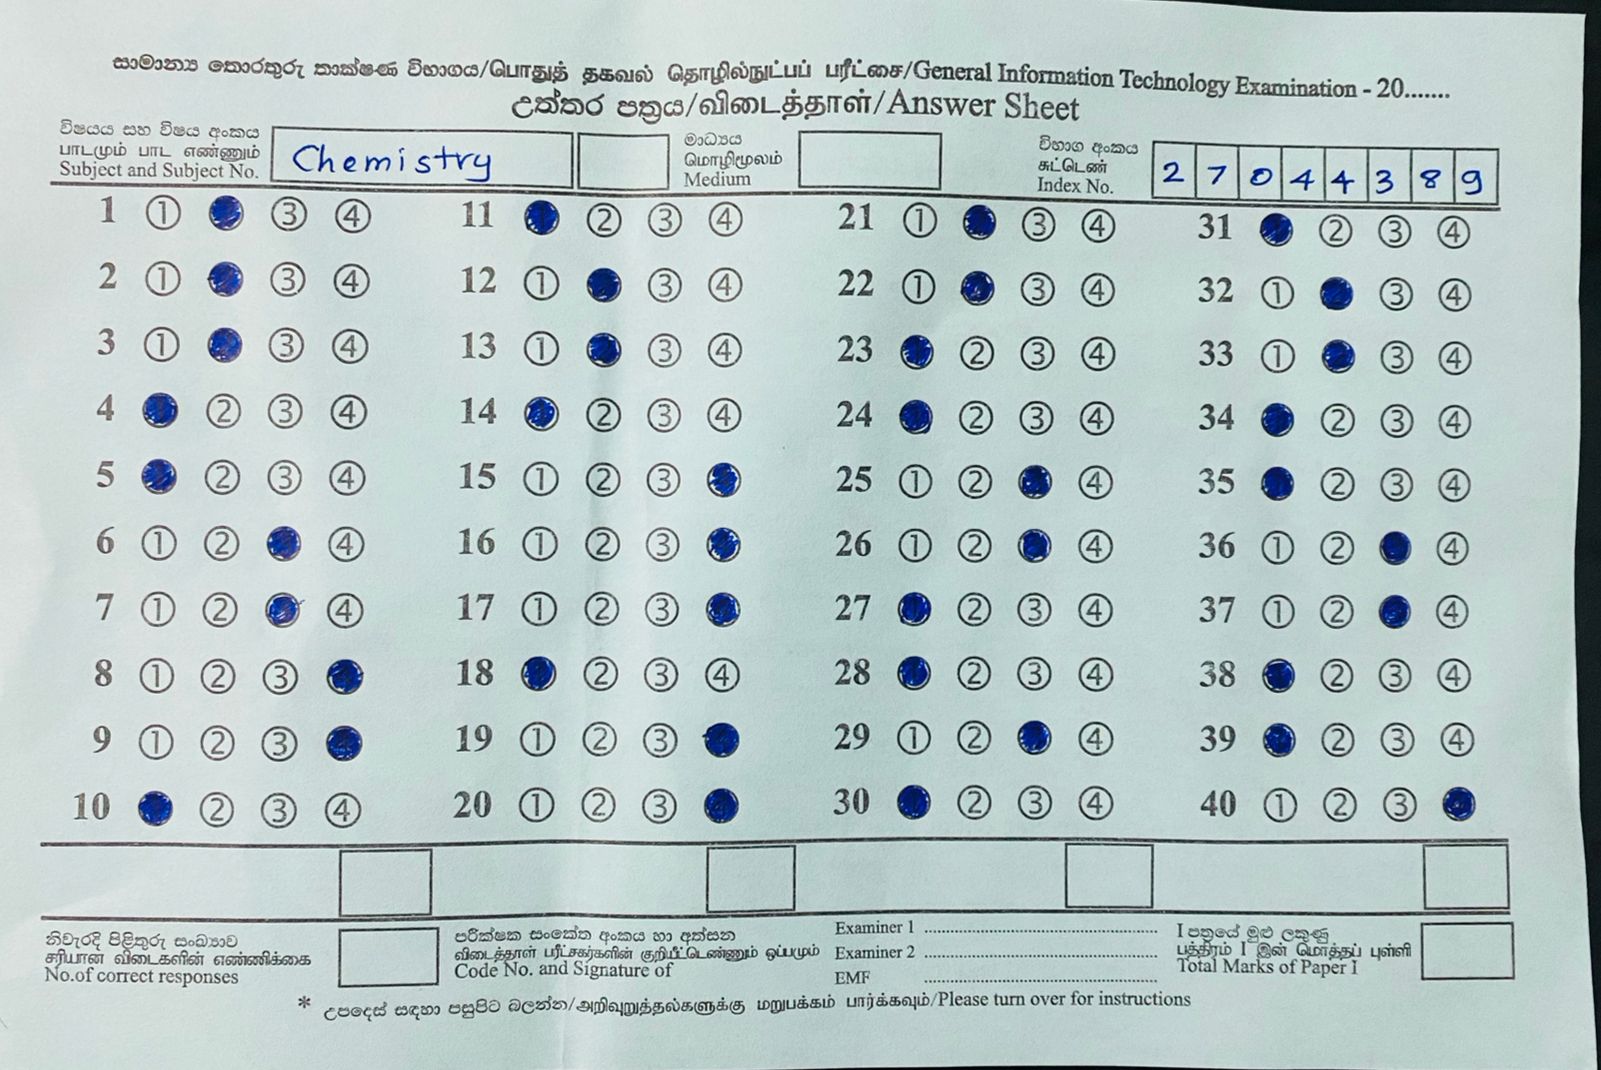 සාමාන්‍ය තොරතුරු තාක්ෂණ විභාගය/பொதுத் தகவல் தொழில்நுட்பப் பரீட்சை/General Information Technology Examination - 20.......
උත්තර පත්‍රය/விடைத்தாள்/Answer Sheet
විෂයය සහ විෂය අංකය
பாடமும் பாட எண்ணும்
Subject and Subject No.
Chemistry
මාධ්‍යය
மொழிமூலம்
Medium
විභාග අංකය
சுட்டெண்
Index No.
2 7 0 4 4 3 8 9
1 ① ③ ④ 11 ② ③ ④ 21 ① ③ ④ 31 ② ③ ④
2 ① ③ ④ 12 ① ③ ④ 22 ① ③ ④ 32 ① ③ ④
3 ① ③ ④ 13 ① ③ ④ 23 ② ③ ④ 33 ① ③ ④
4 ② ③ ④ 14 ② ③ ④ 24 ② ③ ④ 34 ② ③ ④
5 ② ③ ④ 15 ① ② ③ 25 ① ② ④ 35 ② ③ ④
6 ① ② ④ 16 ① ② ③ 26 ① ② ④ 36 ① ② ④
7 ① ② ④ 17 ① ② ③ 27 ② ③ ④ 37 ① ② ④
8 ① ② ③ 18 ② ③ ④ 28 ② ③ ④ 38 ② ③ ④
9 ① ② ③ 19 ① ② ③ 29 ① ② ④ 39 ② ③ ④
10 ② ③ ④ 20 ① ② ③ 30 ② ③ ④ 40 ① ② ③
නිවැරදි පිළිතුරු සංඛ්‍යාව
சரியான விடைகளின் எண்ணிக்கை
No.of correct responses
පරීක්ෂක සංකේත අංකය හා අත්සන
விடைத்தாள் பரீட்சகர்களின் குறியீட்டெண்ணும் ஒப்பமும்
Code No. and Signature of
Examiner 1
Examiner 2
EMF
I පත්‍රයේ මුළු ලකුණු
பத்திரம் I இன் மொத்தப் புள்ளி
Total Marks of Paper I
* උපදෙස් සඳහා පසුපිට බලන්න/அறிவுறுத்தல்களுக்கு மறுபக்கம் பார்க்கவும்/Please turn over for instructions